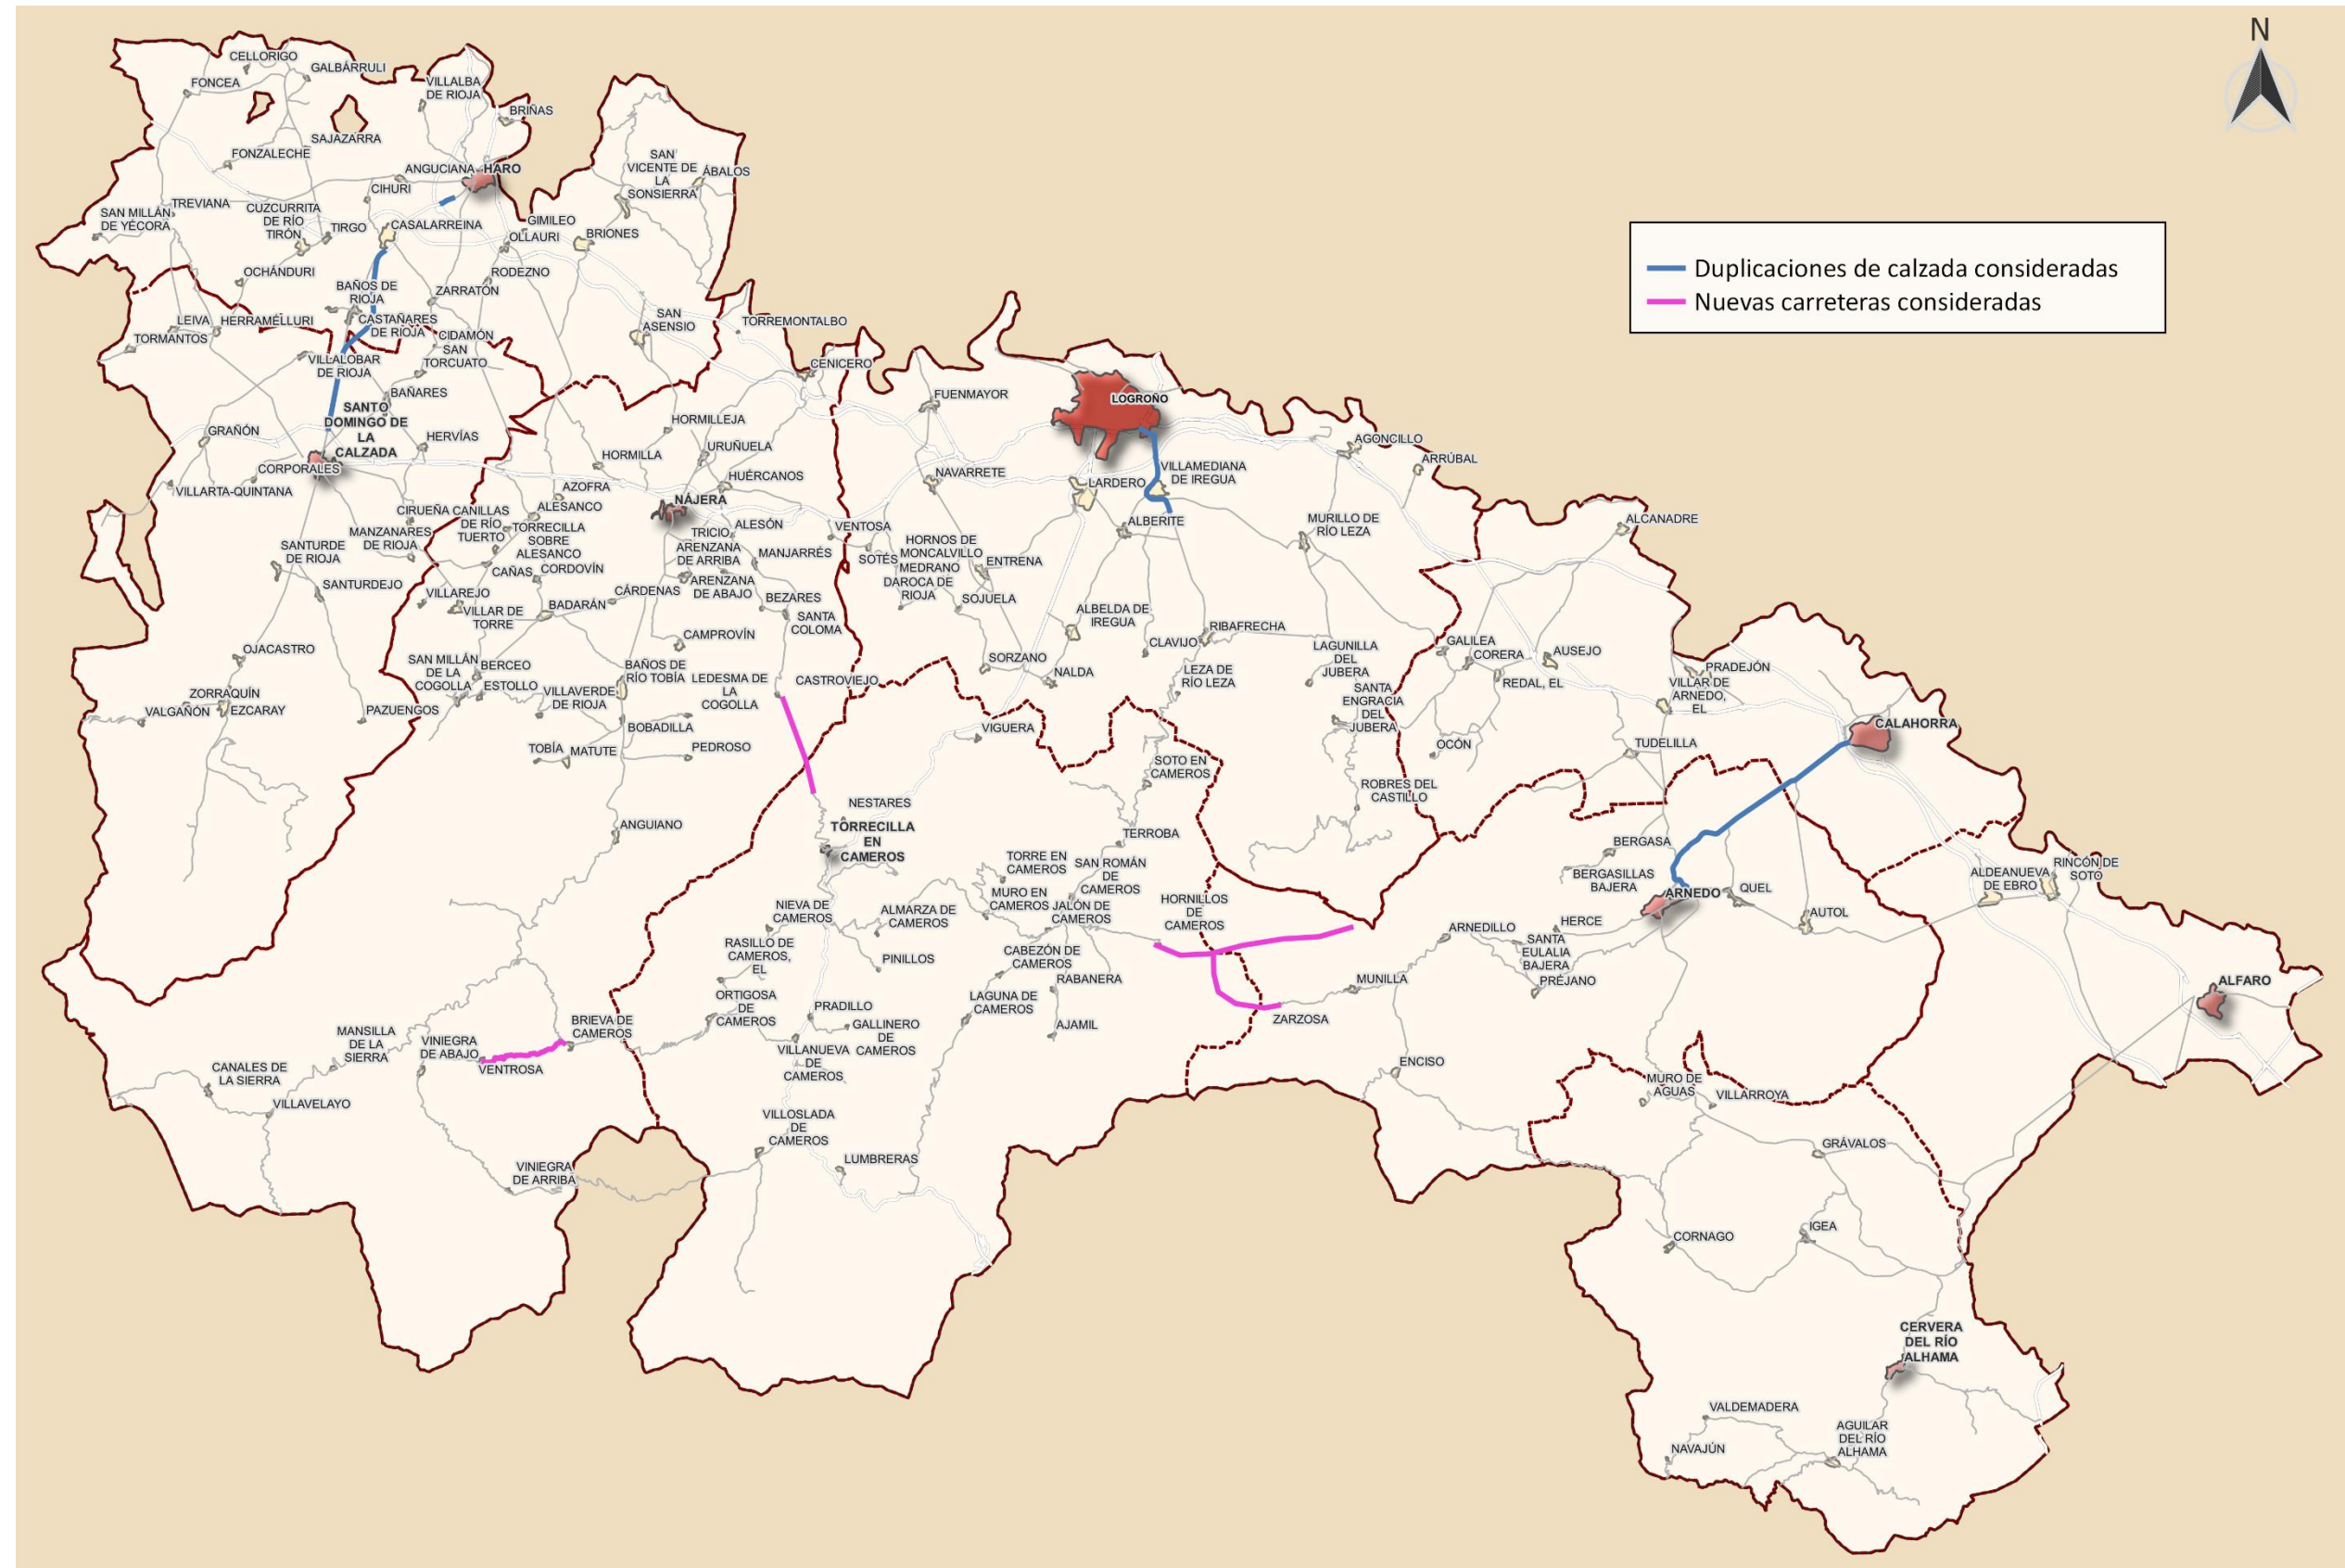 N
Duplicaciones de calzada consideradas
Nuevas carreteras consideradas
CELLORIGO
GALBÁRRULI
FONCEA
VILLALBA
DE RIOJA
BRIÑAS
SAJAZARRA
FONZALECHE
ANGUCIANA
HARO
CIHURI
SAN
VICENTE DE
LA
SONSIERRA
ÁBALOS
SAN MILLÁN
DE YÉCORA
TREVIANA
CUZCURRITA
DE RÍO
TIRÓN
TIRGO
CASALARREINA
GIMILEO
OLLAURI
BRIONES
OCHÁNDURI
BAÑOS DE
RIOJA
RODEZNO
ZARRATÓN
LEIVA
HERRAMÉLLURI
CASTAÑARES
DE RIOJA
CIDAMÓN
SAN
TORCUATO
SAN
ASENSIO
TORREMONTALBO
TORMANTOS
VILLALOBAR
DE RIOJA
CENICERO
BAÑARES
FUENMAYOR
LOGROÑO
SANTO
DOMINGO DE
LA
CALZADA
HORMILLEJA
GRAÑÓN
HERVÍAS
URUÑUELA
AGONCILLO
ARRÚBAL
CORPORALES
HORMILLA
HUÉRCANOS
NAVARRETE
LARDERO
VILLAMEDIANA
DE IREGUA
VILLARTA-QUINTANA
AZOFRA
NÁJERA
CIRUEÑA
CANILLAS
DE RÍO
TUERTO
ALESANCO
TORRECILLA
SOBRE
ALESANCO
TRICIO
ALESÓN
VENTOSA
ALBERITE
MURILLO DE
RÍO LEZA
ALCANADRE
MANZANARES
DE RIOJA
SANTURDE
DE RIOJA
ARENZANA
DE ARRIBA
MANJARRÉS
SOTÉS
HORNOS DE
MONCALVILLO
MEDRANO
ENTRENA
CAÑAS
CORDOVÍN
SANTURDEJO
VILLAREJO
VILLAR DE
TORRE
BADARÁN
CÁRDENAS
ARENZANA
DE ABAJO
BEZARES
SANTA
COLOMA
DAROCA DE
RIOJA
SOJUELA
ALBELDA DE
IREGUA
CLAVIJO
RIBAFRECHA
CAMPROVÍN
OJACASTRO
SAN MILLÁN
DE LA
COGOLLA
BERCEO
ESTOLLO
BAÑOS DE
RÍO TOBÍA
LEDESMA DE
LA
COGOLLA
CASTROVIEJO
SORZANO
NALDA
LEZA DE
RÍO LEZA
LAGUNILLA
DEL
JUBERA
GALILEA
CORERA
AUSEJO
REDAL, EL
PRADEJÓN
VILLAR DE
ARNEDO,
EL
CALAHORRA
ZORRAQUÍN
VALGAÑÓN
EZCARAY
PAZUENGOS
VILLAVERDE
DE RIOJA
SANTA
ENGRACIA
DEL
JUBERA
BOBADILLA
TOBÍA
MATUTE
PEDROSO
VIGUERA
OCÓN
TUDELILLA
SOTO EN
CAMEROS
ROBRES DEL
CASTILLO
ANGUIANO
NESTARES
TORRECILLA
EN
CAMEROS
TERROBA
BERGASA
BERGASILLAS
BAJERA
TORRE EN
CAMEROS
SAN ROMÁN
DE
CAMEROS
ALDEANUEVA
DE EBRO
RINCÓN DE
SOTO
ARNEDO
QUEL
AUTOL
NIEVA DE
CAMEROS
ALMARZA DE
CAMEROS
MURO EN
CAMEROS
JALÓN DE
CAMEROS
HORNILLOS
DE
CAMEROS
ARNEDILLO
HERCE
SANTA
EULALIA
BAJERA
PRÉJANO
RASILLO DE
CAMEROS,
EL
PINILLOS
CABEZÓN DE
CAMEROS
RABANERA
MUNILLA
ALFARO
ORTIGOSA
DE
CAMEROS
PRADILLO
LAGUNA DE
CAMEROS
ZARZOSA
MANSILLA
DE LA
SIERRA
VINIEGRA
DE ABAJO
BRIEVA DE
CAMEROS
VENTROSA
GALLINERO
DE
CAMEROS
AJAMIL
VILLANUEVA
DE
CAMEROS
ENCISO
CANALES DE
LA SIERRA
VILLAVELAYO
MURO DE
AGUAS
VILLARROYA
VILLOSLADA
DE
CAMEROS
LUMBRERAS
GRÁVALOS
VINIEGRA
DE ARRIBA
CORNAGO
IGEA
CERVERA
DEL RÍO
ALHAMA
VALDEMADERA
NAVAJÚN
AGUILAR
DEL RÍO
ALHAMA